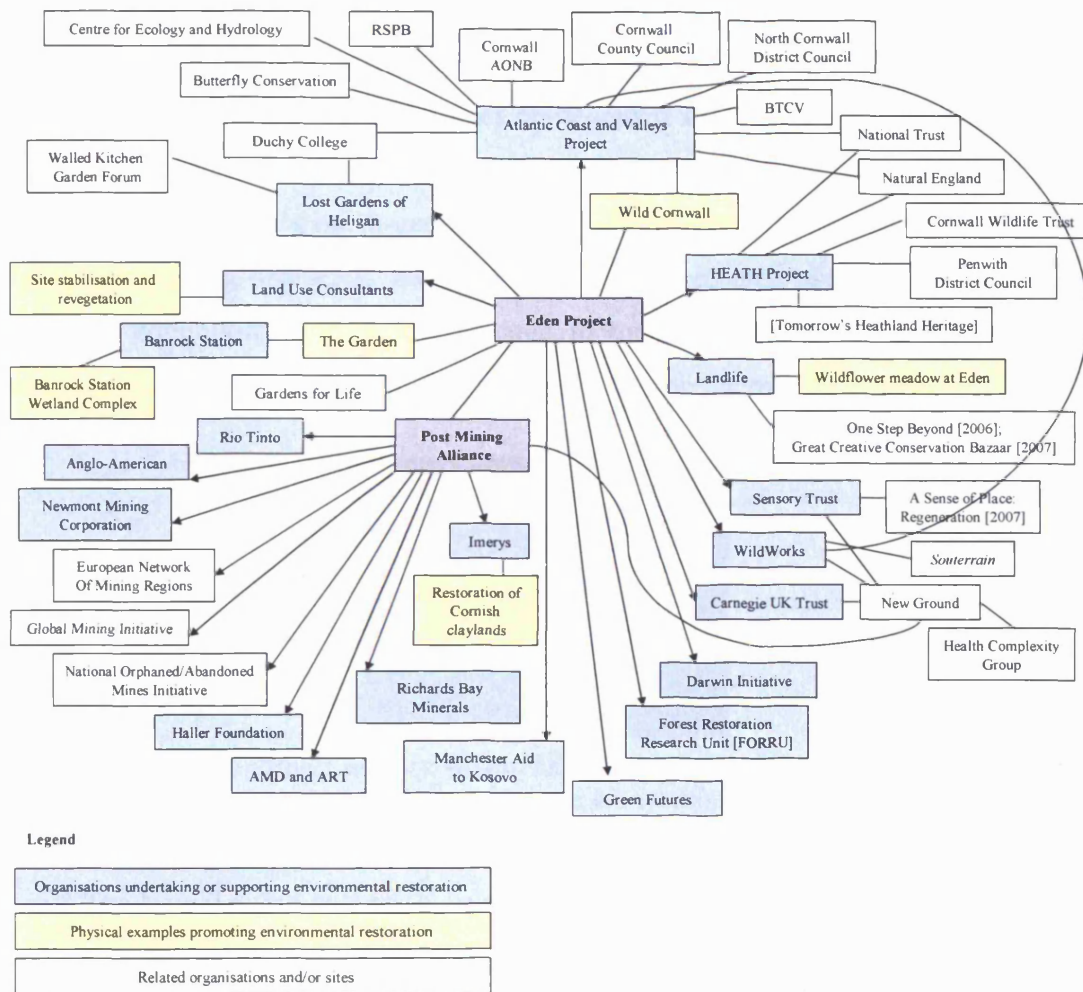 Centre for Ecology and Hydrology
RSPB
Cornwall
AONB
Cornwall
County Council
North Cornwall
District Council
Butterfly Conservation
BTCV
Atlantic Coast and Valleys
Project
Duchy College
National Trust
Walled Kitchen
Garden Forum
Natural England
Lost Gardens of
Heligan
Wild Cornwall
Cornwall Wildlife Trust
HEATH Project
Penwith
District Council
Site stabilisation and
revegetation
Land Use Consultants
Eden Project
[Tomorrow's Heathland Heritage]
Banrock Station
The Garden
Landlife
Wildflower meadow at Eden
Banrock Station
Wetland Complex
Gardens for Life
One Step Beyond [2006];
Great Creative Conservation Bazaar [2007]
Rio Tinto
Post Mining
Alliance
Anglo-American
Sensory Trust
A Sense of Place:
Regeneration [2007]
Newmont Mining
Corporation
Imerys
WildWorks
Souterrain
European Network
Of Mining Regions
Restoration of
Cornish
claylands
Carnegie UK Trust
New Ground
Global Mining Initiative
Health Complexity
Group
National Orphaned/Abandoned
Mines Initiative
Richards Bay
Minerals
Darwin Initiative
Haller Foundation
Forest Restoration
Research Unit [FORRU]
AMD and ART
Manchester Aid
to Kosovo
Green Futures
Legend
Organisations undertaking or supporting environmental restoration
Physical examples promoting environmental restoration
Related organisations and/or sites